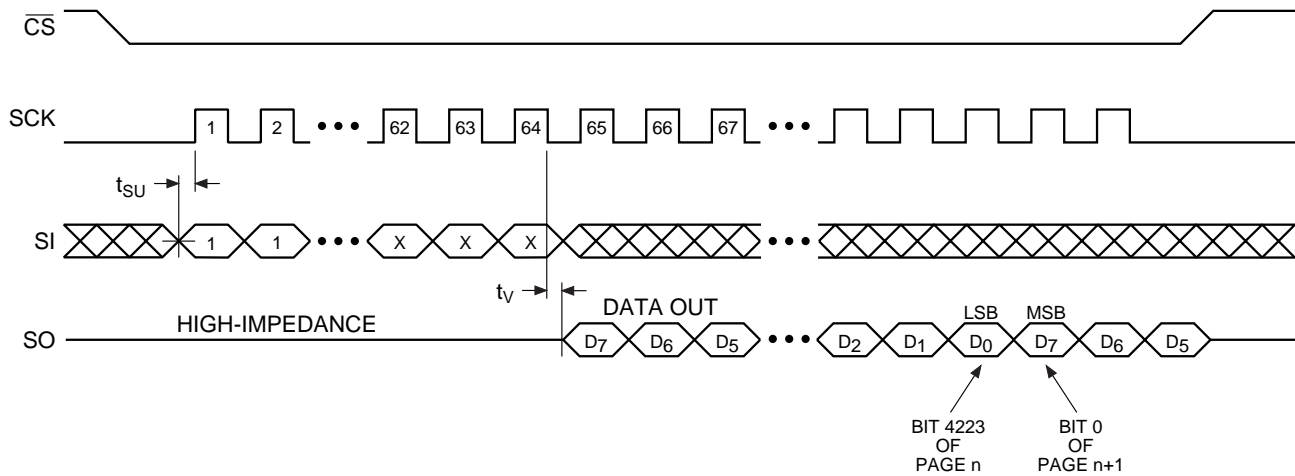 CS
SCK 1 2 ••• 62 63 64 65 66 67 •••
tSU
SI 1 1 ••• X X X •••
tV
HIGH-IMPEDANCE DATA OUT LSB MSB
SO D7 D6 D5 ••• D2 D1 D0 D7 D6 D5
BIT 4223 OF PAGE n
BIT 0 OF PAGE n+1